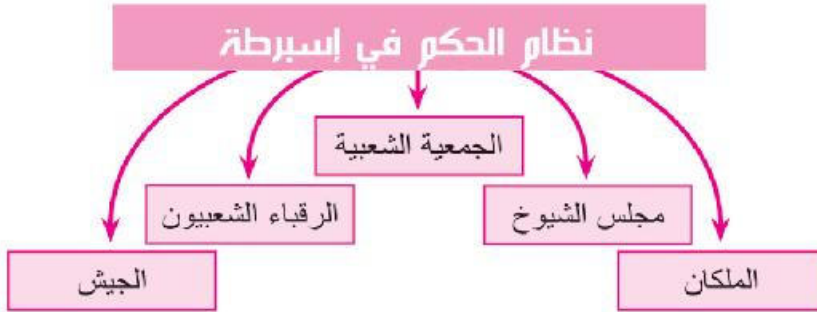 نظام الحكم في إسبرطة
الجمعية الشعبية
مجلس الشيوخ
الرقباء الشعبيون
الملكان
الجيش